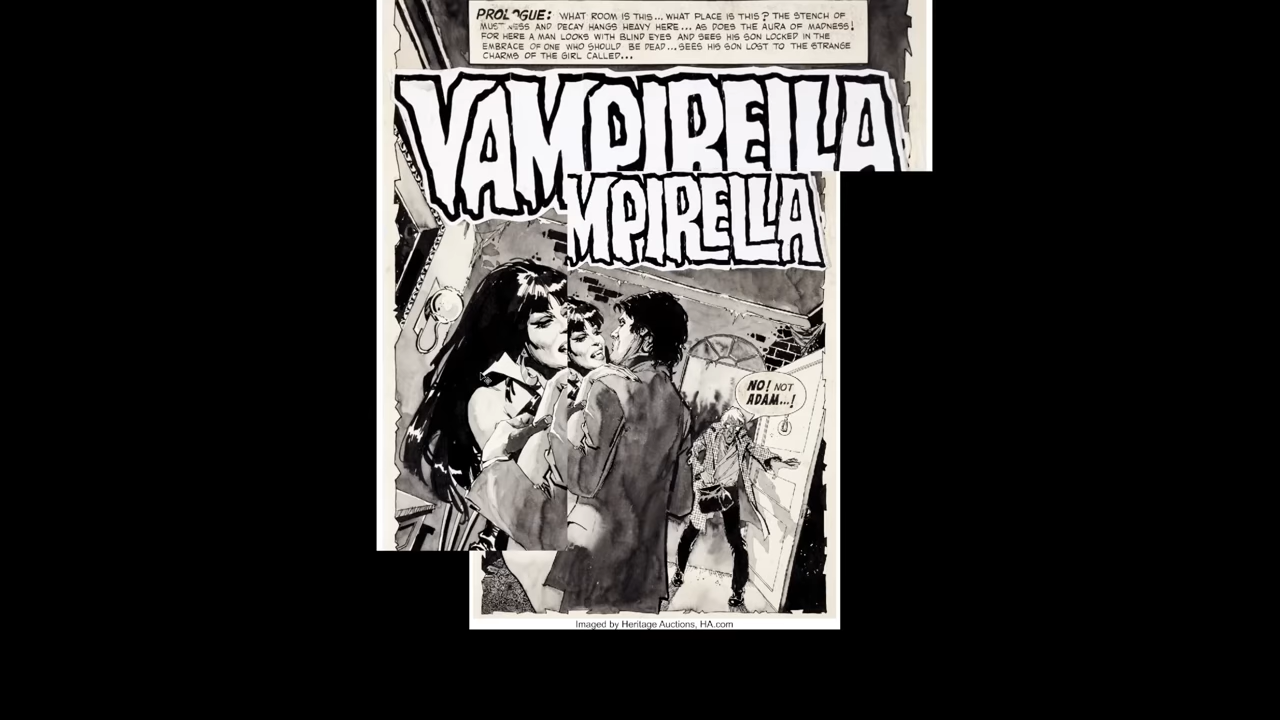 PROLOGUE: WHAT ROOM IS THIS... WHAT PLACE IS THIS? THE STENCH OF
MUSTINESS AND DECAY HANGS HEAVY HERE... AS DOES THE AURA OF MADNESS!
FOR HERE A MAN LOOKS WITH BLIND EYES AND SEES HIS SON LOCKED IN THE
EMBRACE OF ONE WHO SHOULD BE DEAD... SEES HIS SON LOST TO THE STRANGE
CHARMS OF THE GIRL CALLED...
VAMPIRELLA
MPIRELLA
NO! NOT
ADAM...!
Imaged by Heritage Auctions, HA.com